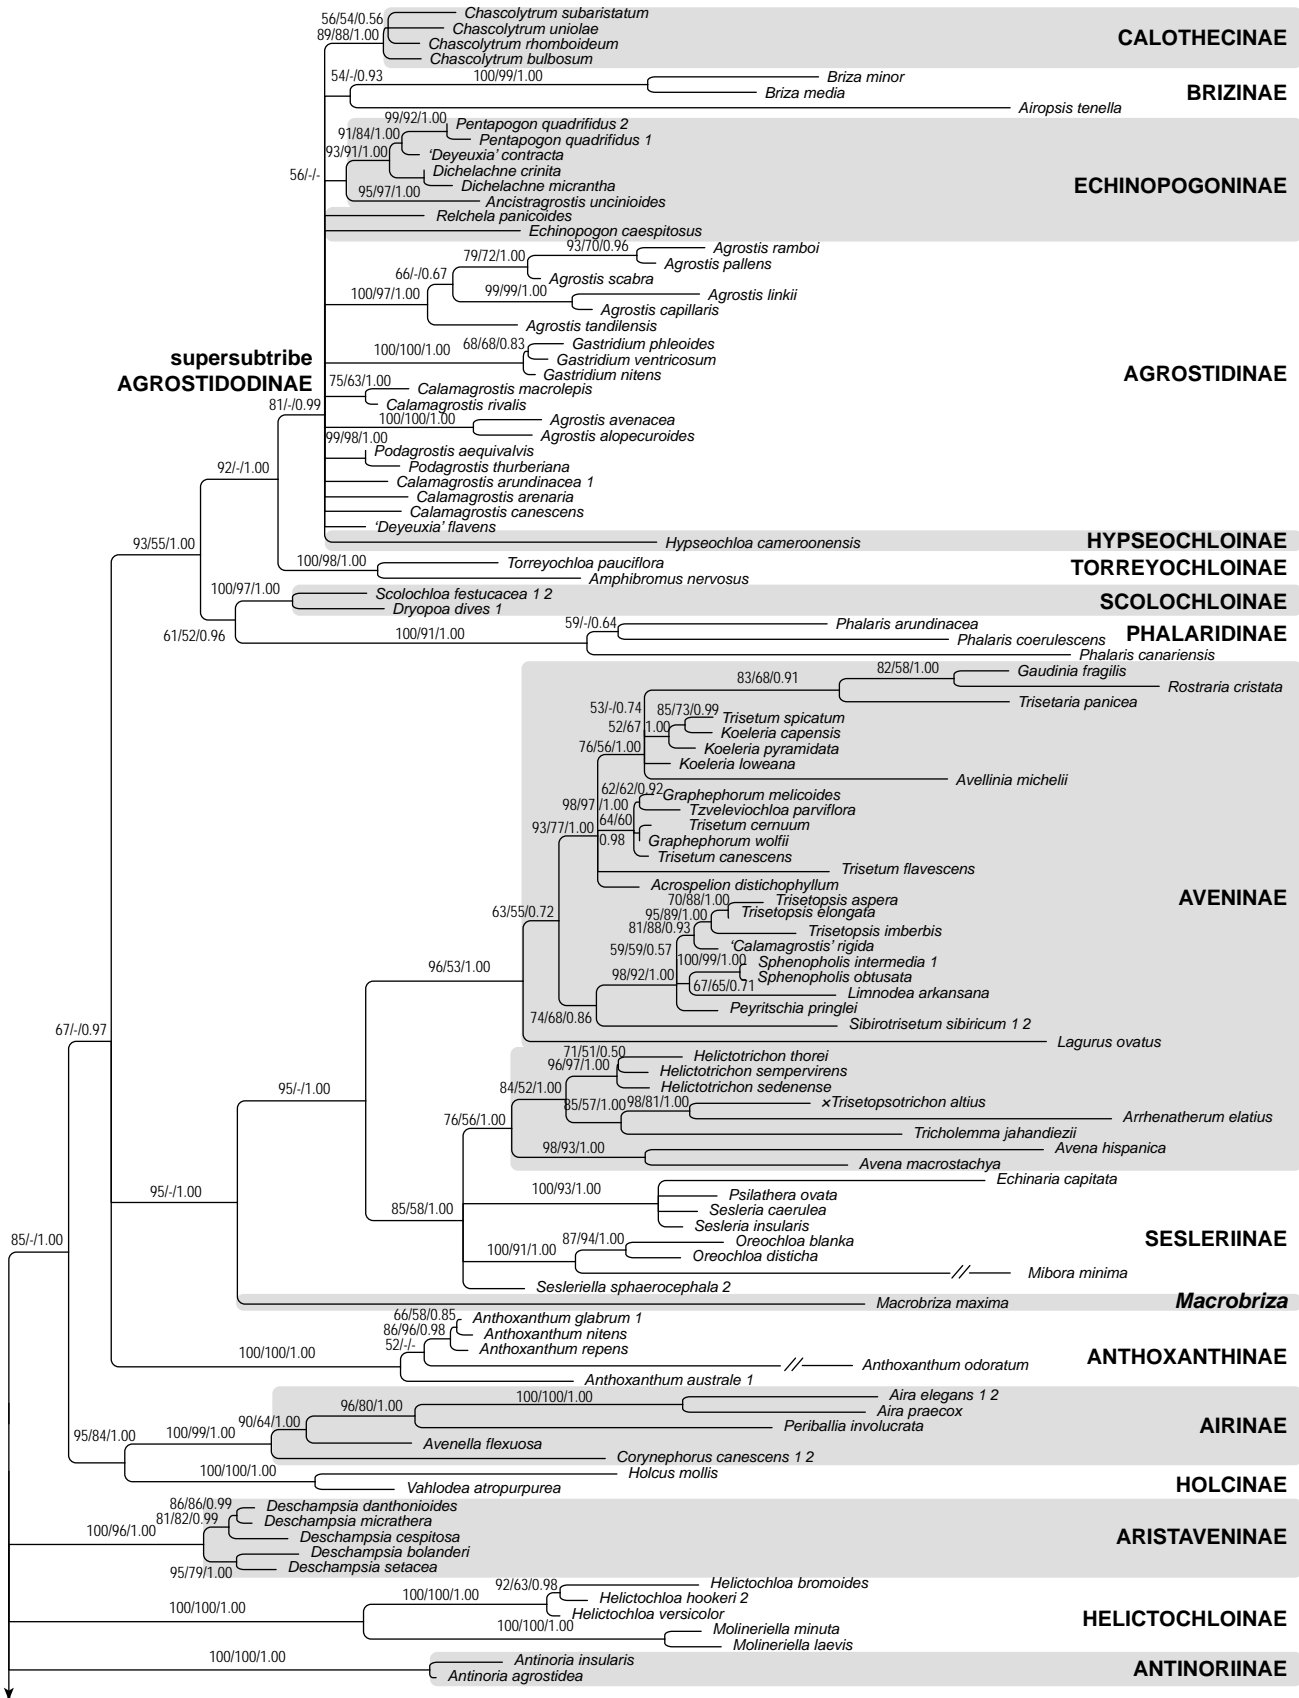 56/54/0.56
Chascolytrum subaristatum
Chascolytrum uniolae
89/88/1.00
Chascolytrum rhomboideum
Chascolytrum bulbosum
CALOTHECINAE
54/-/0.93
100/99/1.00
Briza minor
Briza media
Airopsis tenella
BRIZINAE
99/92/1.00
Pentapogon quadrifidus 2
91/84/1.00
Pentapogon quadrifidus 1
93/91/1.00
'Deyeuxia' contracta
Dichelachne crinita
56/-/-
Dichelachne micrantha
95/97/1.00
Ancistragrostis uncinioides
Relchela panicoides
Echinopogon caespitosus
ECHINOPOGONINAE
93/70/0.96
Agrostis ramboi
79/72/1.00
Agrostis pallens
66/-/0.67
Agrostis scabra
100/97/1.00
99/99/1.00
Agrostis linkii
Agrostis capillaris
Agrostis tandilensis
supersubtribe
AGROSTIDODINAE
100/100/1.00
68/68/0.83
Gastridium phleoides
Gastridium ventricosum
Gastridium nitens
AGROSTIDINAE
75/63/1.00
Calamagrostis macrolepis
Calamagrostis rivalis
81/-/0.99
100/100/1.00
Agrostis avenacea
Agrostis alopecuroides
99/98/1.00
Podagrostis aequivalvis
Podagrostis thurberiana
92/-/1.00
Calamagrostis arundinacea 1
Calamagrostis arenaria
Calamagrostis canescens
'Deyeuxia' flavens
Hypseochloa cameroonensis
HYPSEOCHLOINAE
93/55/1.00
100/98/1.00
Torreyochloa pauciflora
Amphibromus nervosus
TORREYOCHLOINAE
100/97/1.00
Scolochloa festucacea 1 2
Dryopoa dives 1
SCOLOCHLOINAE
61/52/0.96
100/91/1.00
59/-/0.64
Phalaris arundinacea
Phalaris coerulescens
Phalaris canariensis
PHALARIDINAE
83/68/0.91
82/58/1.00
Gaudinia fragilis
Rostraria cristata
Trisetaria panicea
53/-/0.74
85/73/0.99
Trisetum spicatum
52/67/1.00
Koeleria capensis
76/56/1.00
Koeleria pyramidata
Koeleria loweana
Avellinia michelii
62/62/0.92
Graphephorum melicoides
98/97/1.00
Tzveleviochloa parviflora
93/77/1.00
64/60
0.98
Trisetum cernuum
Graphephorum wolfii
Trisetum canescens
Trisetum flavescens
Acrospelion distichophyllum
AVENINAE
63/55/0.72
70/88/1.00
Trisetopsis aspera
95/89/1.00
Trisetopsis elongata
81/88/0.93
Trisetopsis imberbis
59/59/0.57
'Calamagrostis' rigida
100/99/1.00
Sphenopholis intermedia 1
96/53/1.00
98/92/1.00
Sphenopholis obtusata
67/65/0.71
Limnodea arkansana
Peyritschia pringlei
74/68/0.86
Sibirotrisetum sibiricum 1 2
67/-/0.97
Lagurus ovatus
71/51/0.50
Helictotrichon thorei
96/97/1.00
Helictotrichon sempervirens
84/52/1.00
Helictotrichon sedenense
95/-/1.00
85/57/1.00
98/81/1.00
×Trisetopsotrichon altius
Arrhenatherum elatius
76/56/1.00
Tricholemma jahandiezii
98/93/1.00
Avena hispanica
Avena macrostachya
95/-/1.00
100/93/1.00
Echinaria capitata
Psilathera ovata
85/58/1.00
Sesleria caerulea
Sesleria insularis
85/-/1.00
87/94/1.00
Oreochloa blanka
100/91/1.00
Oreochloa disticha
Mibora minima
Sesleriella sphaerocephala 2
SESLERIINAE
Macrobriza maxima
Macrobriza
66/58/0.85
Anthoxanthum glabrum 1
86/96/0.98
Anthoxanthum nitens
52/-/-
Anthoxanthum repens
100/100/1.00
Anthoxanthum odoratum
Anthoxanthum australe 1
ANTHOXANTHINAE
96/80/1.00
100/100/1.00
Aira elegans 1 2
Aira praecox
90/64/1.00
Periballia involucrata
95/84/1.00
100/99/1.00
Avenella flexuosa
Corynephorus canescens 1 2
AIRINAE
100/100/1.00
Holcus mollis
Vahlodea atropurpurea
HOLCINAE
86/86/0.99
Deschampsia danthonioides
81/82/0.99
Deschampsia micrathera
100/96/1.00
Deschampsia cespitosa
Deschampsia bolanderi
95/79/1.00
Deschampsia setacea
ARISTAVENINAE
92/63/0.98
Helictochloa bromoides
100/100/1.00
Helictochloa hookeri 2
100/100/1.00
Helictochloa versicolor
100/100/1.00
Molineriella minuta
Molineriella laevis
HELICTOCHLOINAE
100/100/1.00
Antinoria insularis
Antinoria agrostidea
ANTINORIINAE